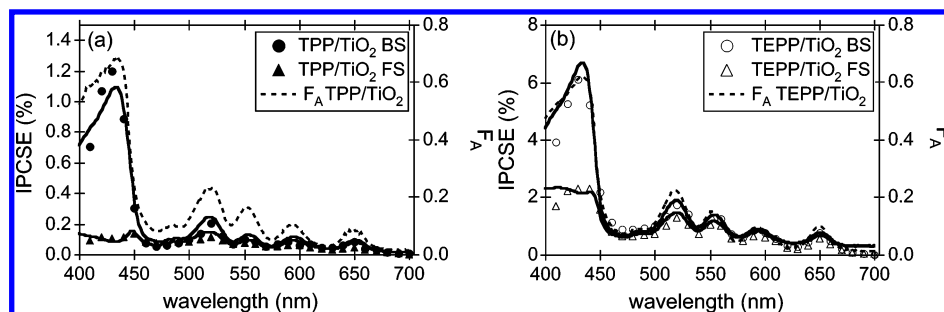 (a)
TPP/TiO2 BS
TPP/TiO2 FS
FA TPP/TiO2
IPCSE (%)
1.4
1.2
1.0
0.8
0.6
0.4
0.2
0.0
0.8
0.6
0.4
0.2
0.0
FA
400 450 500 550 600 650 700
wavelength (nm)
(b)
TEPP/TiO2 BS
TEPP/TiO2 FS
FA TEPP/TiO2
IPCSE (%)
8
6
4
2
0
0.8
0.6
0.4
0.2
0.0
FA
400 450 500 550 600 650 700
wavelength (nm)